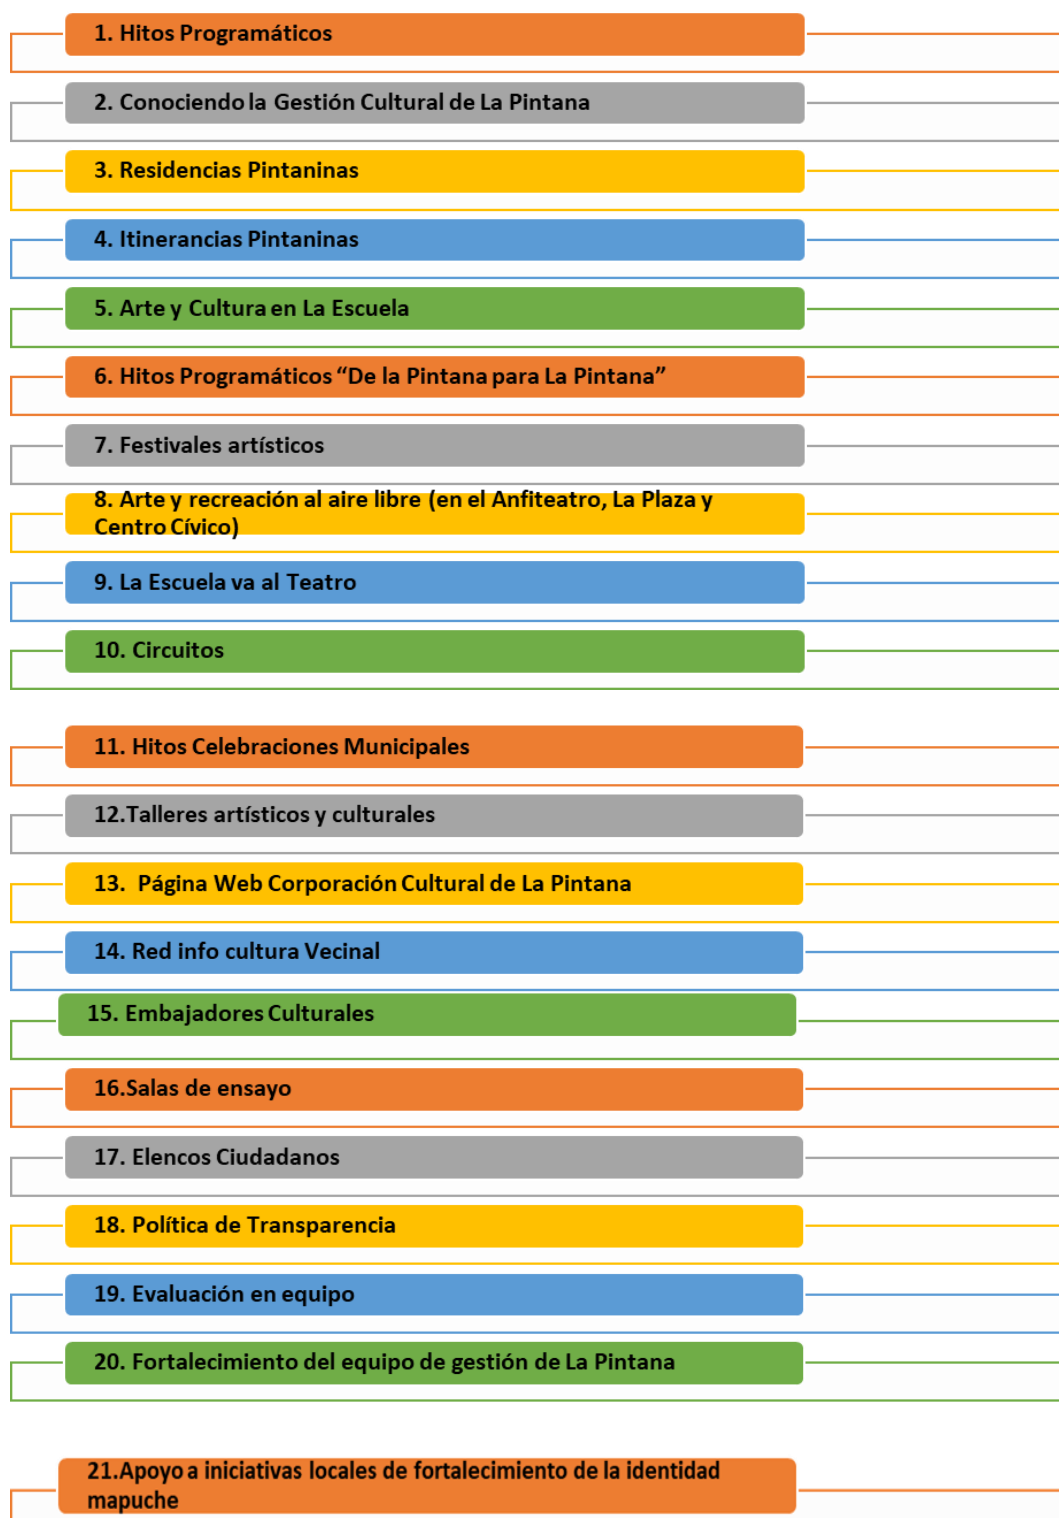 1. Hitos Programáticos
2. Conociendo la Gestión Cultural de La Pintana
3. Residencias Pintaninas
4. Itinerancias Pintaninas
5. Arte y Cultura en La Escuela
6. Hitos Programáticos “De la Pintana para La Pintana”
7. Festivales artísticos
8. Arte y recreación al aire libre (en el Anfiteatro, La Plaza y
Centro Cívico)
9. La Escuela va al Teatro
10. Circuitos
11. Hitos Celebraciones Municipales
12.Talleres artísticos y culturales
13. Página Web Corporación Cultural de La Pintana
14. Red info cultura Vecinal
15. Embajadores Culturales
16.Salas de ensayo
17. Elencos Ciudadanos
18. Política de Transparencia
19. Evaluación en equipo
20. Fortalecimiento del equipo de gestión de La Pintana
21.Apoyo a iniciativas locales de fortalecimiento de la identidad
mapuche